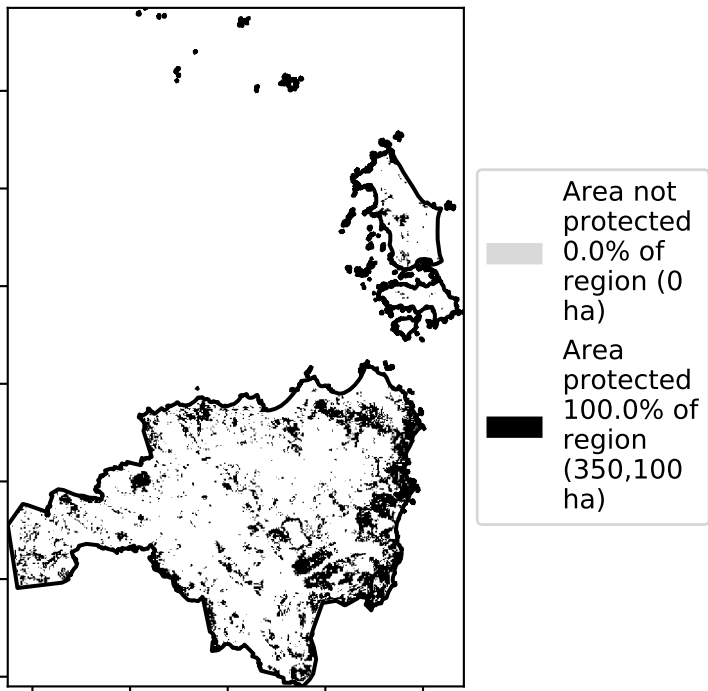 Area not
protected
0.0% of
region (0
ha)
Area
protected
100.0% of
region
(350,100
ha)